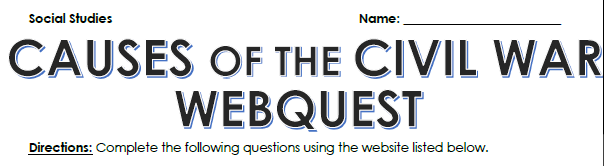 Social Studies Name: ______________________
CAUSES OF THE CIVIL WAR
WEBQUEST
Directions: Complete the following questions using the website listed below.